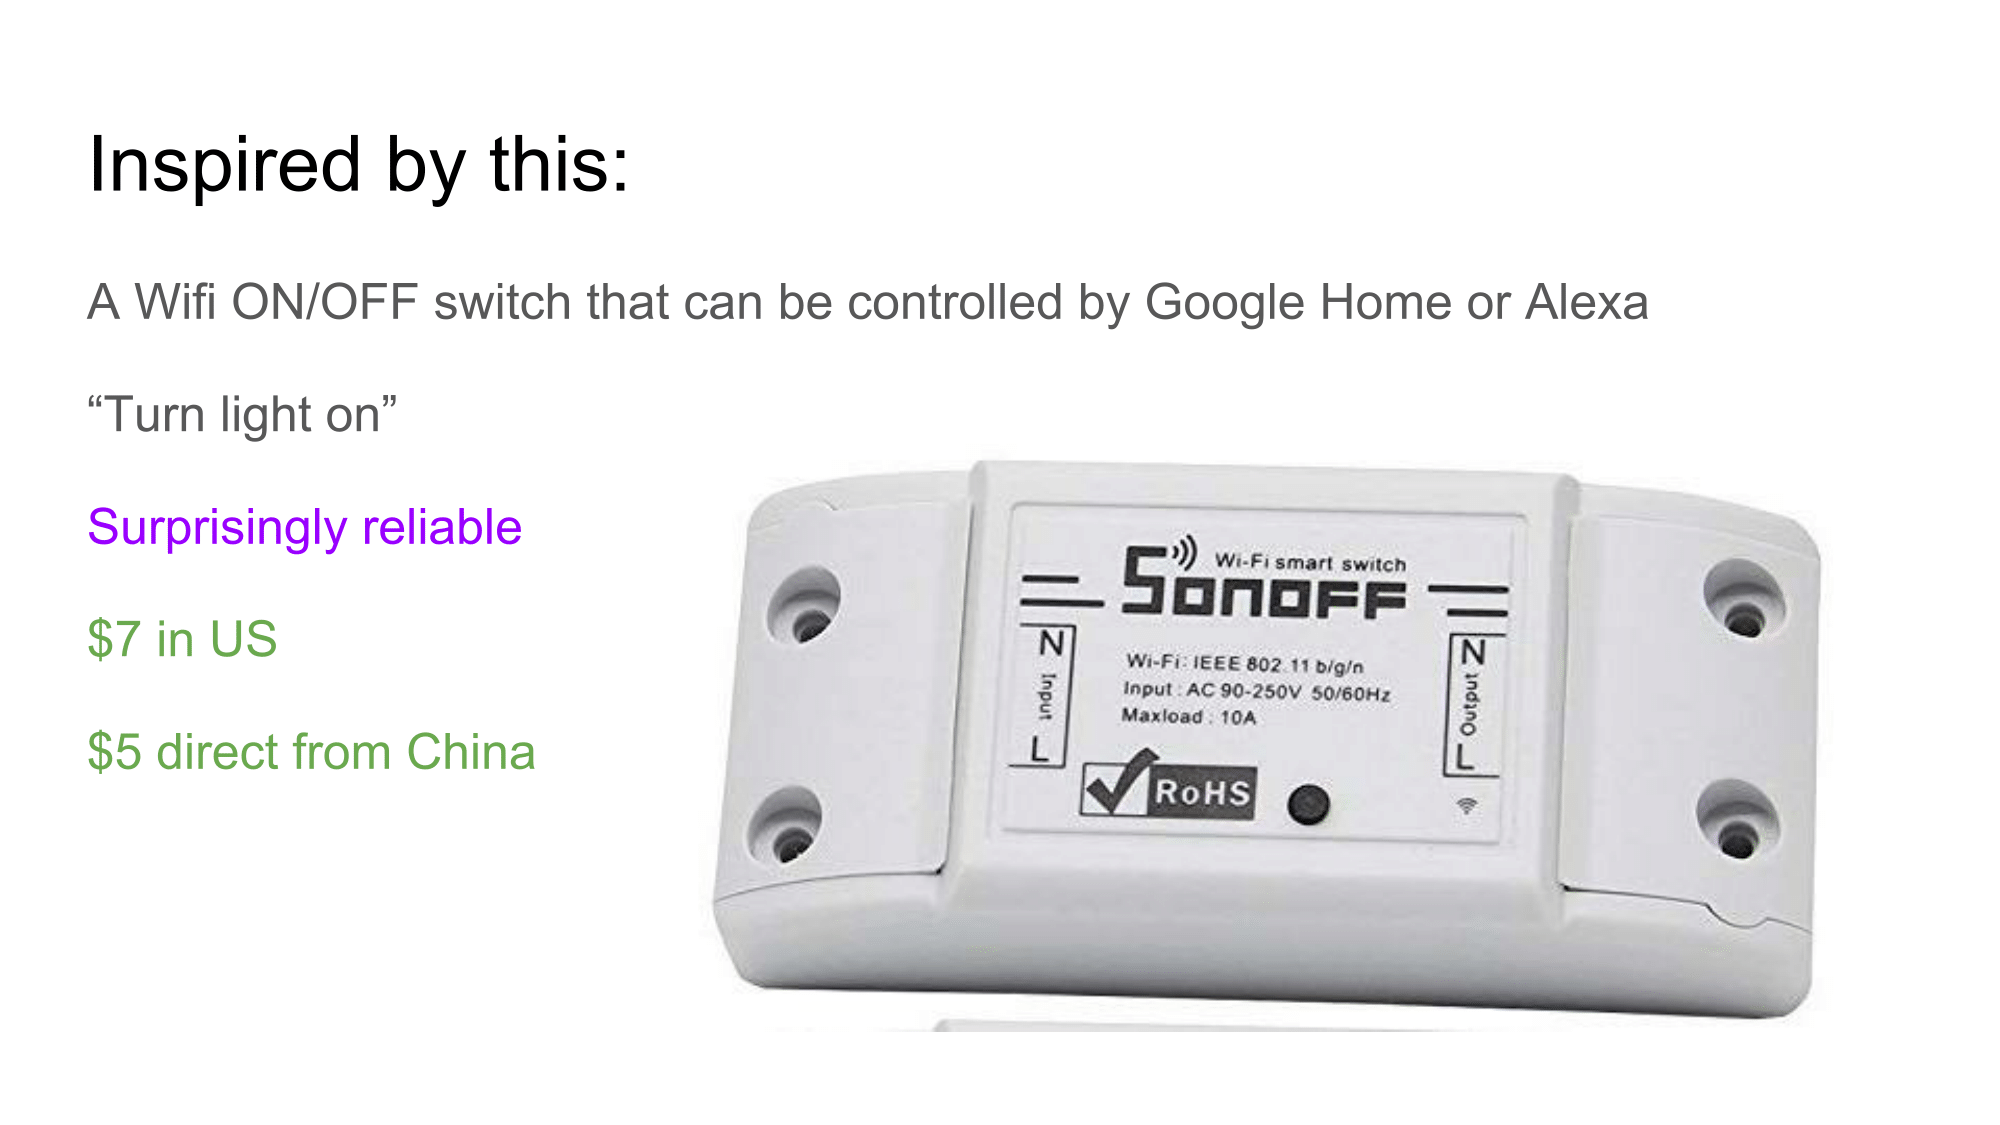 Inspired by this:
A Wifi ON/OFF switch that can be controlled by Google Home or Alexa
“Turn light on”
Surprisingly reliable
$7 in US
$5 direct from China
Wi-Fi smart switch
SONOFF
N Input L
Wi-Fi: IEEE 802.11 b/g/n
Input : AC 90-250V 50/60Hz
Maxload : 10A
N Output L
RoHS